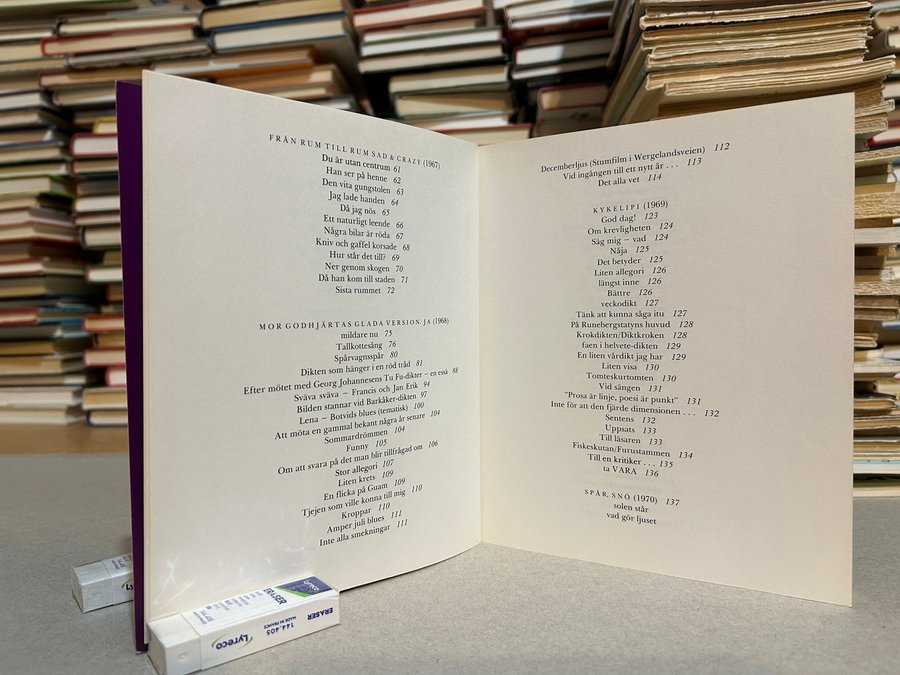 FRÅN RUM TILL RUM SAD & CRAZY (1967)
Du är utan centrum 61
Han ser på henne 62
Den vita gungstolen 63
Jag lade handen 64
Då jag nös 65
Ett naturligt leende 66
Några bilar är röda 67
Kniv och gaffel korsade 68
Hur står det till? 69
Ner genom skogen 70
Då han kom till staden 71
Sista rummet 72
MOR GODHJÄRTAS GLADA VERSION. JA (1968)
mildare nu 75
Tallkottesång 76
Spårvagnsspår 80
Dikten som hänger i en röd tråd 81
Efter mötet med Georg Johannesens Tu Fu-dikter – en essä 88
Sväva sväva – Francis och Jan Erik 94
Bilden stannar vid Barkåker-dikten 97
Lena – Botvids blues (tematisk) 100
Att möta en gammal bekant några år senare 104
Sommardrömmen 104
Funny 105
Om att svara på det man blir tillfrågad om 106
Stor allegori 107
Liten krets 109
En flicka på Guam 109
Tjejen som ville konna till mig 110
Kroppar 110
Amper juli blues 111
Inte alla smekningar 111
Decemberljus (Stumfilm i Wergelandsveien) 112
Vid ingången till ett nytt år . . . 113
Det alla vet 114
KYKELIPI (1969)
God dag! 123
Om krevligheten 124
Säg mig – vad 124
Nåja 125
Det betyder 125
Liten allegori 126
längst inne 126
Bättre 126
veckodikt 127
Tänk att kunna säga itu 127
På Runebergstatyns huvud 128
Krokdikten/Diktkroken 128
faen i helvete-dikten 129
En liten vårdikt jag har 129
Liten visa 130
Tomteskurtomten 130
Vid sängen 131
"Prosa är linje, poesi är punkt" 131
Inte för att den fjärde dimensionen . . . 132
Sentens 132
Uppsats 133
Till läsaren 133
Fiskeskutan/Furustammen 134
Till en kritiker . . . 135
ta VARA 136
SPÅR, SNÖ (1970) 137
solen står
vad gör ljuset
ERASER
Lyreco
144.405
MADE IN FRANCE
ERASER
Lyreco